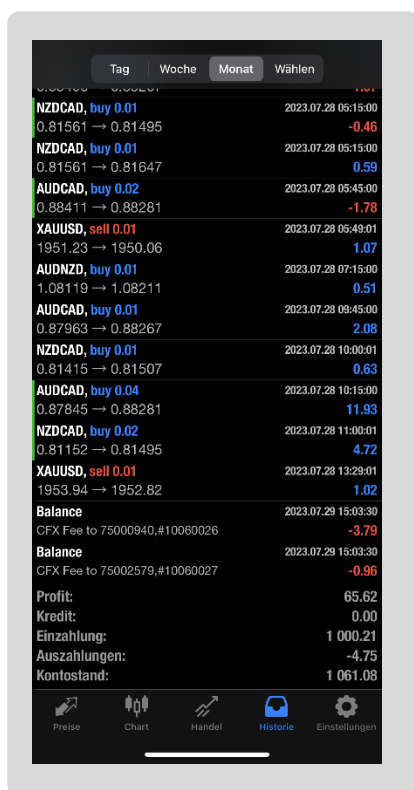 Tag Woche Monat Wählen
NZDCAD, buy 0.01 2023.07.28 05:15:00
0.81561 → 0.81495 -0.46
NZDCAD, buy 0.01 2023.07.28 05:15:00
0.81561 → 0.81647 0.59
AUDCAD, buy 0.02 2023.07.28 05:45:00
0.88411 → 0.88281 -1.78
XAUUSD, sell 0.01 2023.07.28 05:49:01
1951.23 → 1950.06 1.07
AUDNZD, buy 0.01 2023.07.28 07:15:00
1.08119 → 1.08211 0.51
AUDCAD, buy 0.01 2023.07.28 09:45:00
0.87963 → 0.88267 2.08
NZDCAD, buy 0.01 2023.07.28 10:00:01
0.81415 → 0.81507 0.63
AUDCAD, buy 0.04 2023.07.28 10:15:00
0.87845 → 0.88281 11.93
NZDCAD, buy 0.02 2023.07.28 11:00:01
0.81152 → 0.81495 4.72
XAUUSD, sell 0.01 2023.07.28 13:29:01
1953.94 → 1952.82 1.02
Balance 2023.07.29 15:03:30
CFX Fee to 75000940,#10060026 -3.79
Balance 2023.07.29 15:03:30
CFX Fee to 75002579,#10060027 -0.96
Profit: 65.62
Kredit: 0.00
Einzahlung: 1 000.21
Auszahlungen: -4.75
Kontostand: 1 061.08
Preise Chart Handel Historie Einstellungen